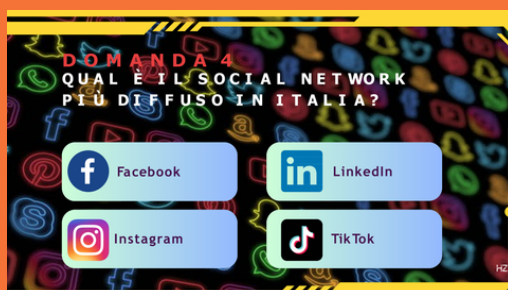 DOMANDA 4
QUAL È IL SOCIAL NETWORK
PIÙ DIFFUSO IN ITALIA?
Facebook
LinkedIn
Instagram
TikTok
HZ